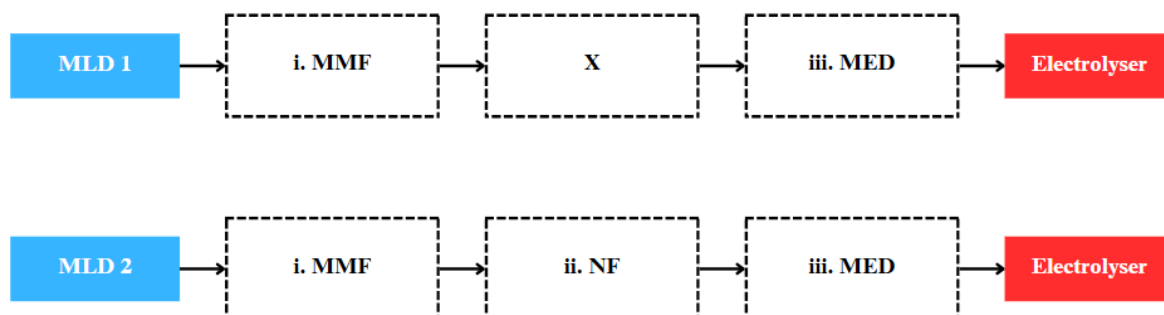 MLD 1
i. MMF
X
iii. MED
Electrolyser
MLD 2
i. MMF
ii. NF
iii. MED
Electrolyser